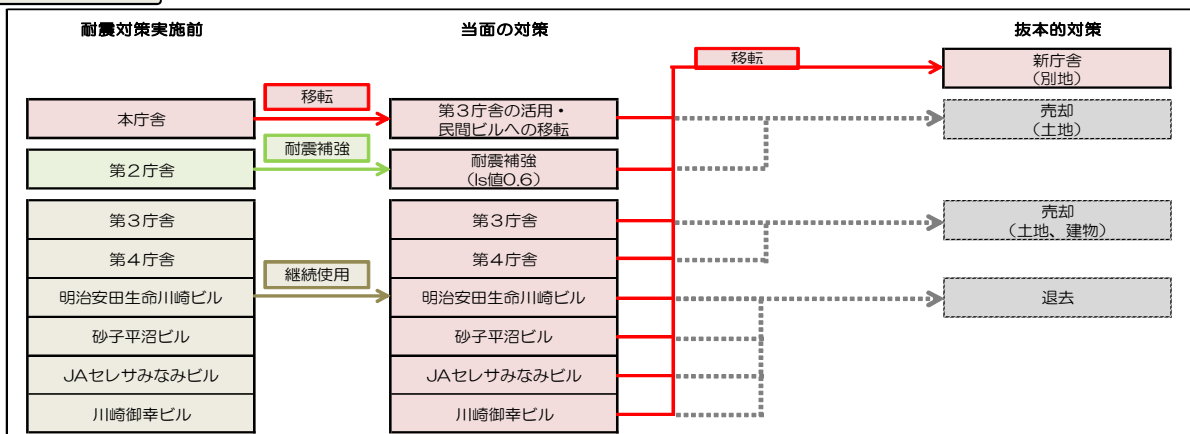 耐震対策実施前
当面の対策
抜本的対策
移転
新庁舎
（別地）
移転
本庁舎
第３庁舎の活用・
民間ビルへの移転
売却
（土地）
耐震補強
第２庁舎
耐震補強
（Is値0.6）
第３庁舎
第３庁舎
売却
（土地、建物）
第４庁舎
第４庁舎
継続使用
明治安田生命川崎ビル
明治安田生命川崎ビル
退去
砂子平沼ビル
砂子平沼ビル
JAセレサみなみビル
JAセレサみなみビル
川崎御幸ビル
川崎御幸ビル